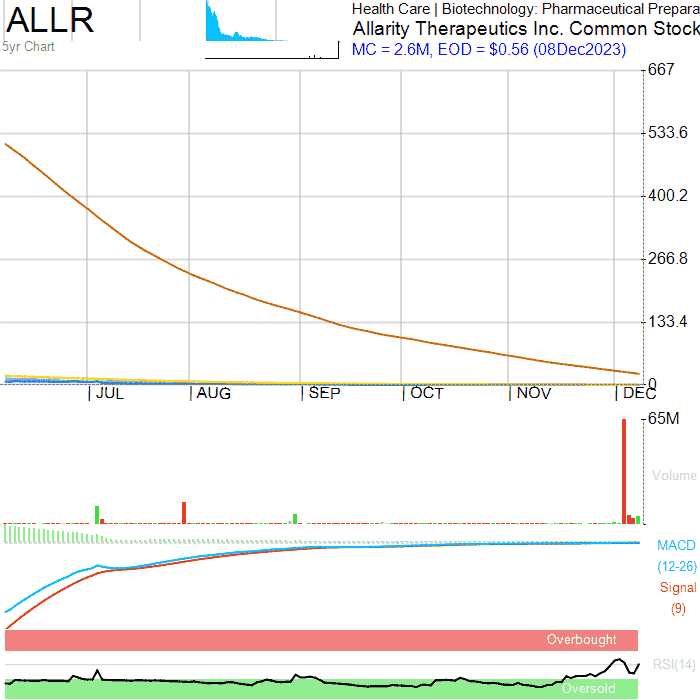 ALLR
5yr Chart
Health Care | Biotechnology: Pharmaceutical Prepara
Allarity Therapeutics Inc. Common Stock
MC = 2.6M, EOD = $0.56 (08Dec2023)
667
533.6
400.2
266.8
133.4
0
JUL AUG SEP OCT NOV DEC
65M
Volume
MACD
(12-26)
Signal
(9)
Overbought
RSI(14)
Oversold